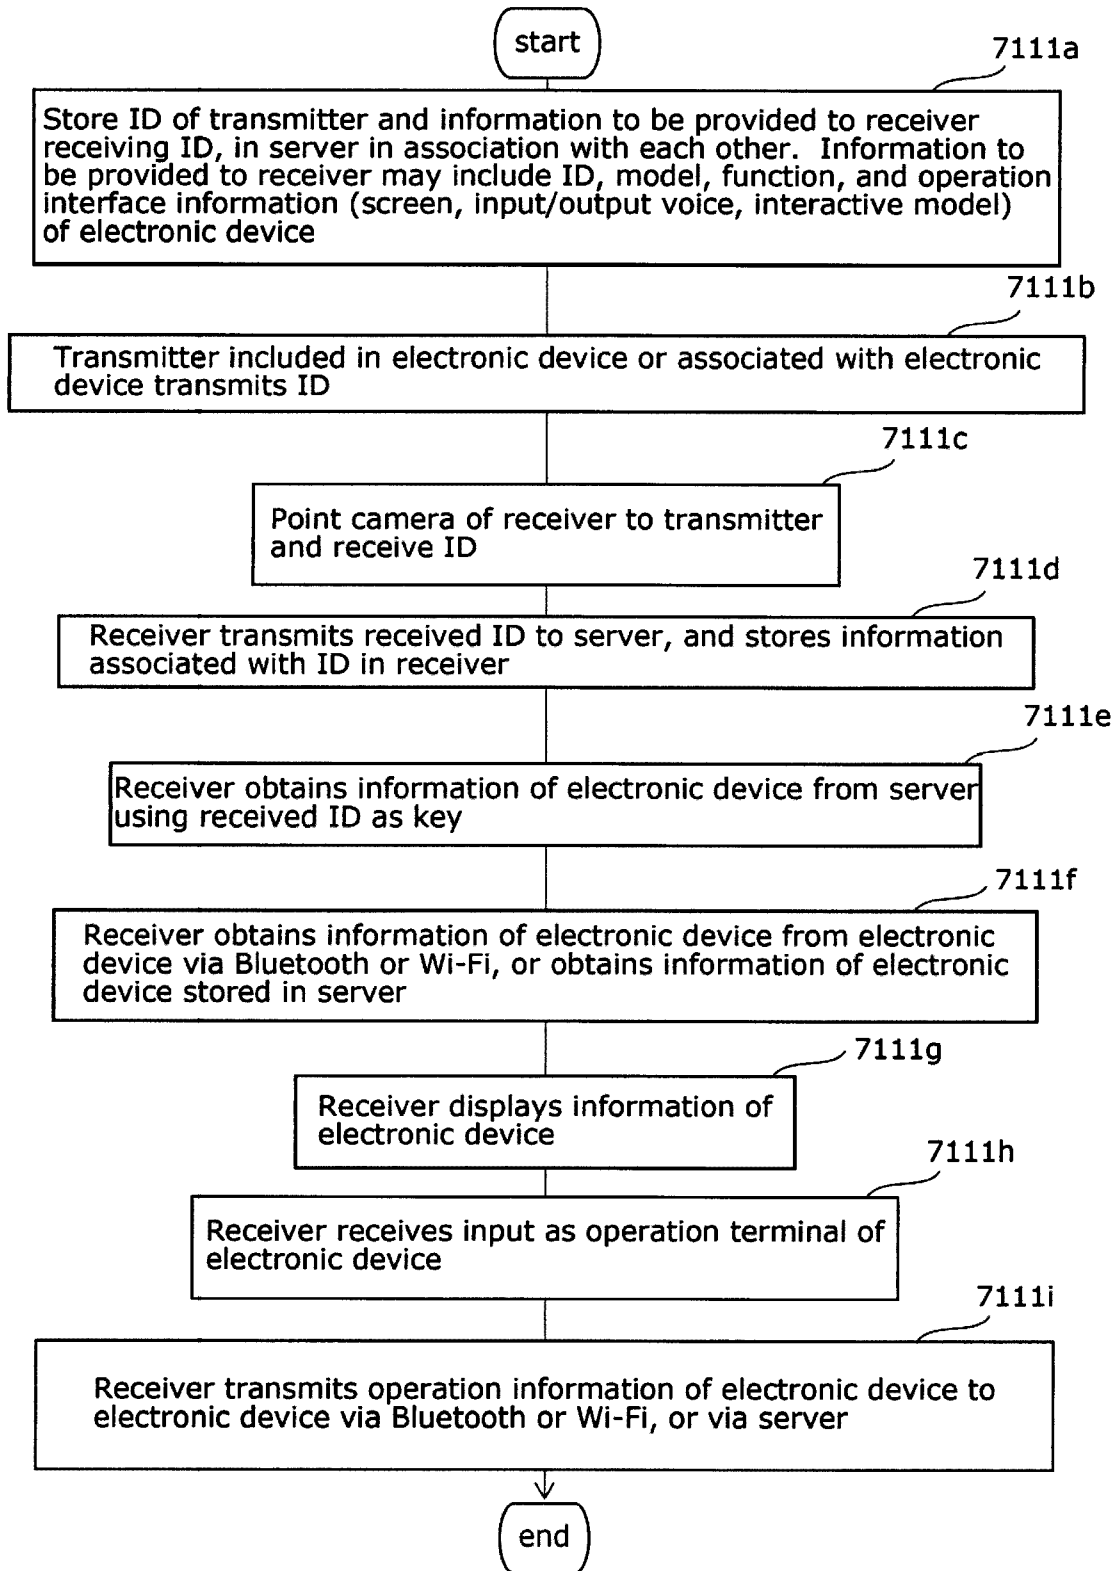 start
7111a
Store ID of transmitter and information to be provided to receiver
receiving ID, in server in association with each other. Information to
be provided to receiver may include ID, model, function, and operation
interface information (screen, input/output voice, interactive model)
of electronic device
7111b
Transmitter included in electronic device or associated with electronic
device transmits ID
7111c
Point camera of receiver to transmitter
and receive ID
7111d
Receiver transmits received ID to server, and stores information
associated with ID in receiver
7111e
Receiver obtains information of electronic device from server
using received ID as key
7111f
Receiver obtains information of electronic device from electronic
device via Bluetooth or Wi-Fi, or obtains information of electronic
device stored in server
7111g
Receiver displays information of
electronic device
7111h
Receiver receives input as operation terminal of
electronic device
7111i
Receiver transmits operation information of electronic device to
electronic device via Bluetooth or Wi-Fi, or via server
end